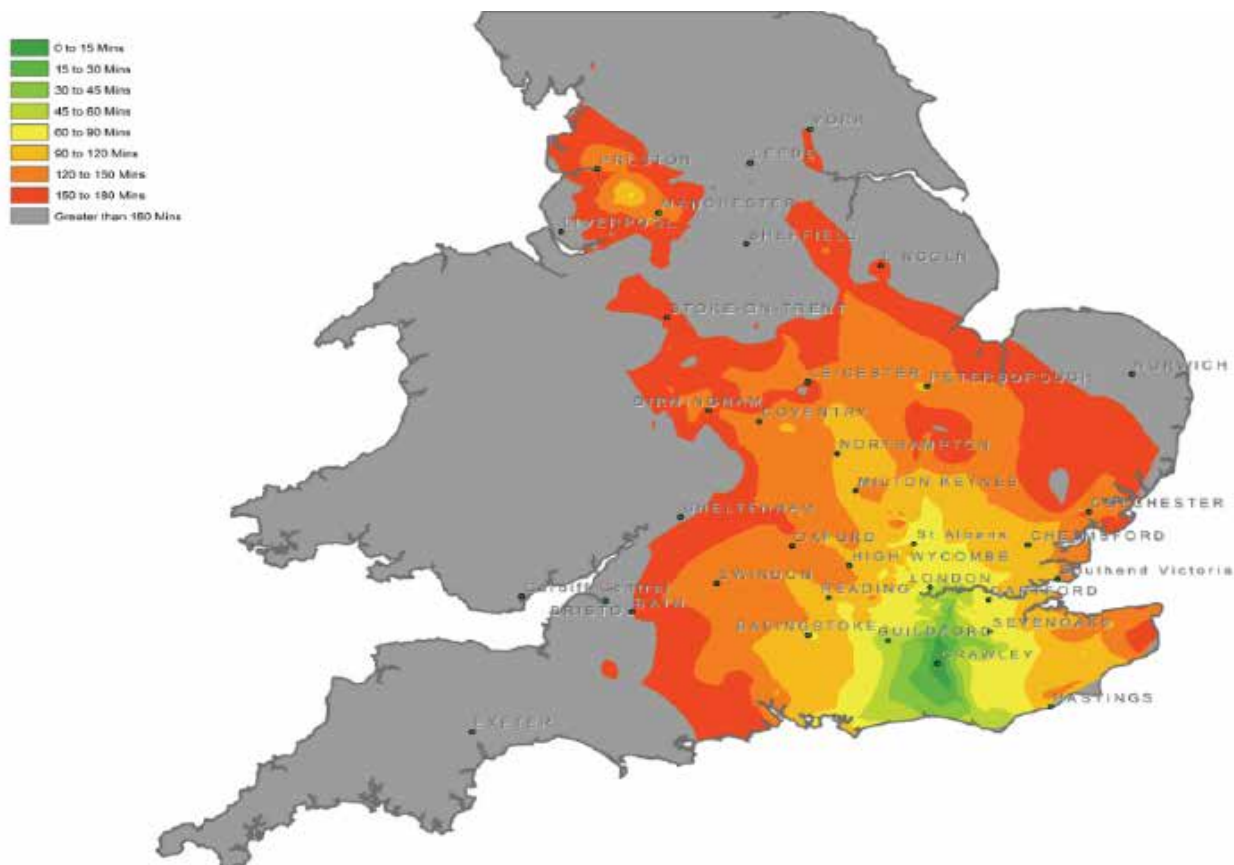 0 to 15 Mins
15 to 30 Mins
30 to 45 Mins
45 to 60 Mins
60 to 90 Mins
90 to 120 Mins
120 to 150 Mins
150 to 180 Mins
Greater than 180 Mins
YORK
LEEDS
PRESTON
MANCHESTER
LIVERPOOL
SHEFFIELD
LINCOLN
STOKE-ON-TRENT
NORWICH
LEICESTER
PETERBOROUGH
BIRMINGHAM
COVENTRY
NORTHAMPTON
MILTON KEYNES
COLCHESTER
CHELTENHAM
OXFORD
St Albans
CHELMSFORD
HIGH WYCOMBE
Southend Victoria
SWINDON
LONDON
Cardiff Central
READING
DARTFORD
BRISTOL
BATH
BASINGSTOKE
GUILDFORD
SEVENOAKS
CRAWLEY
HASTINGS
EXETER